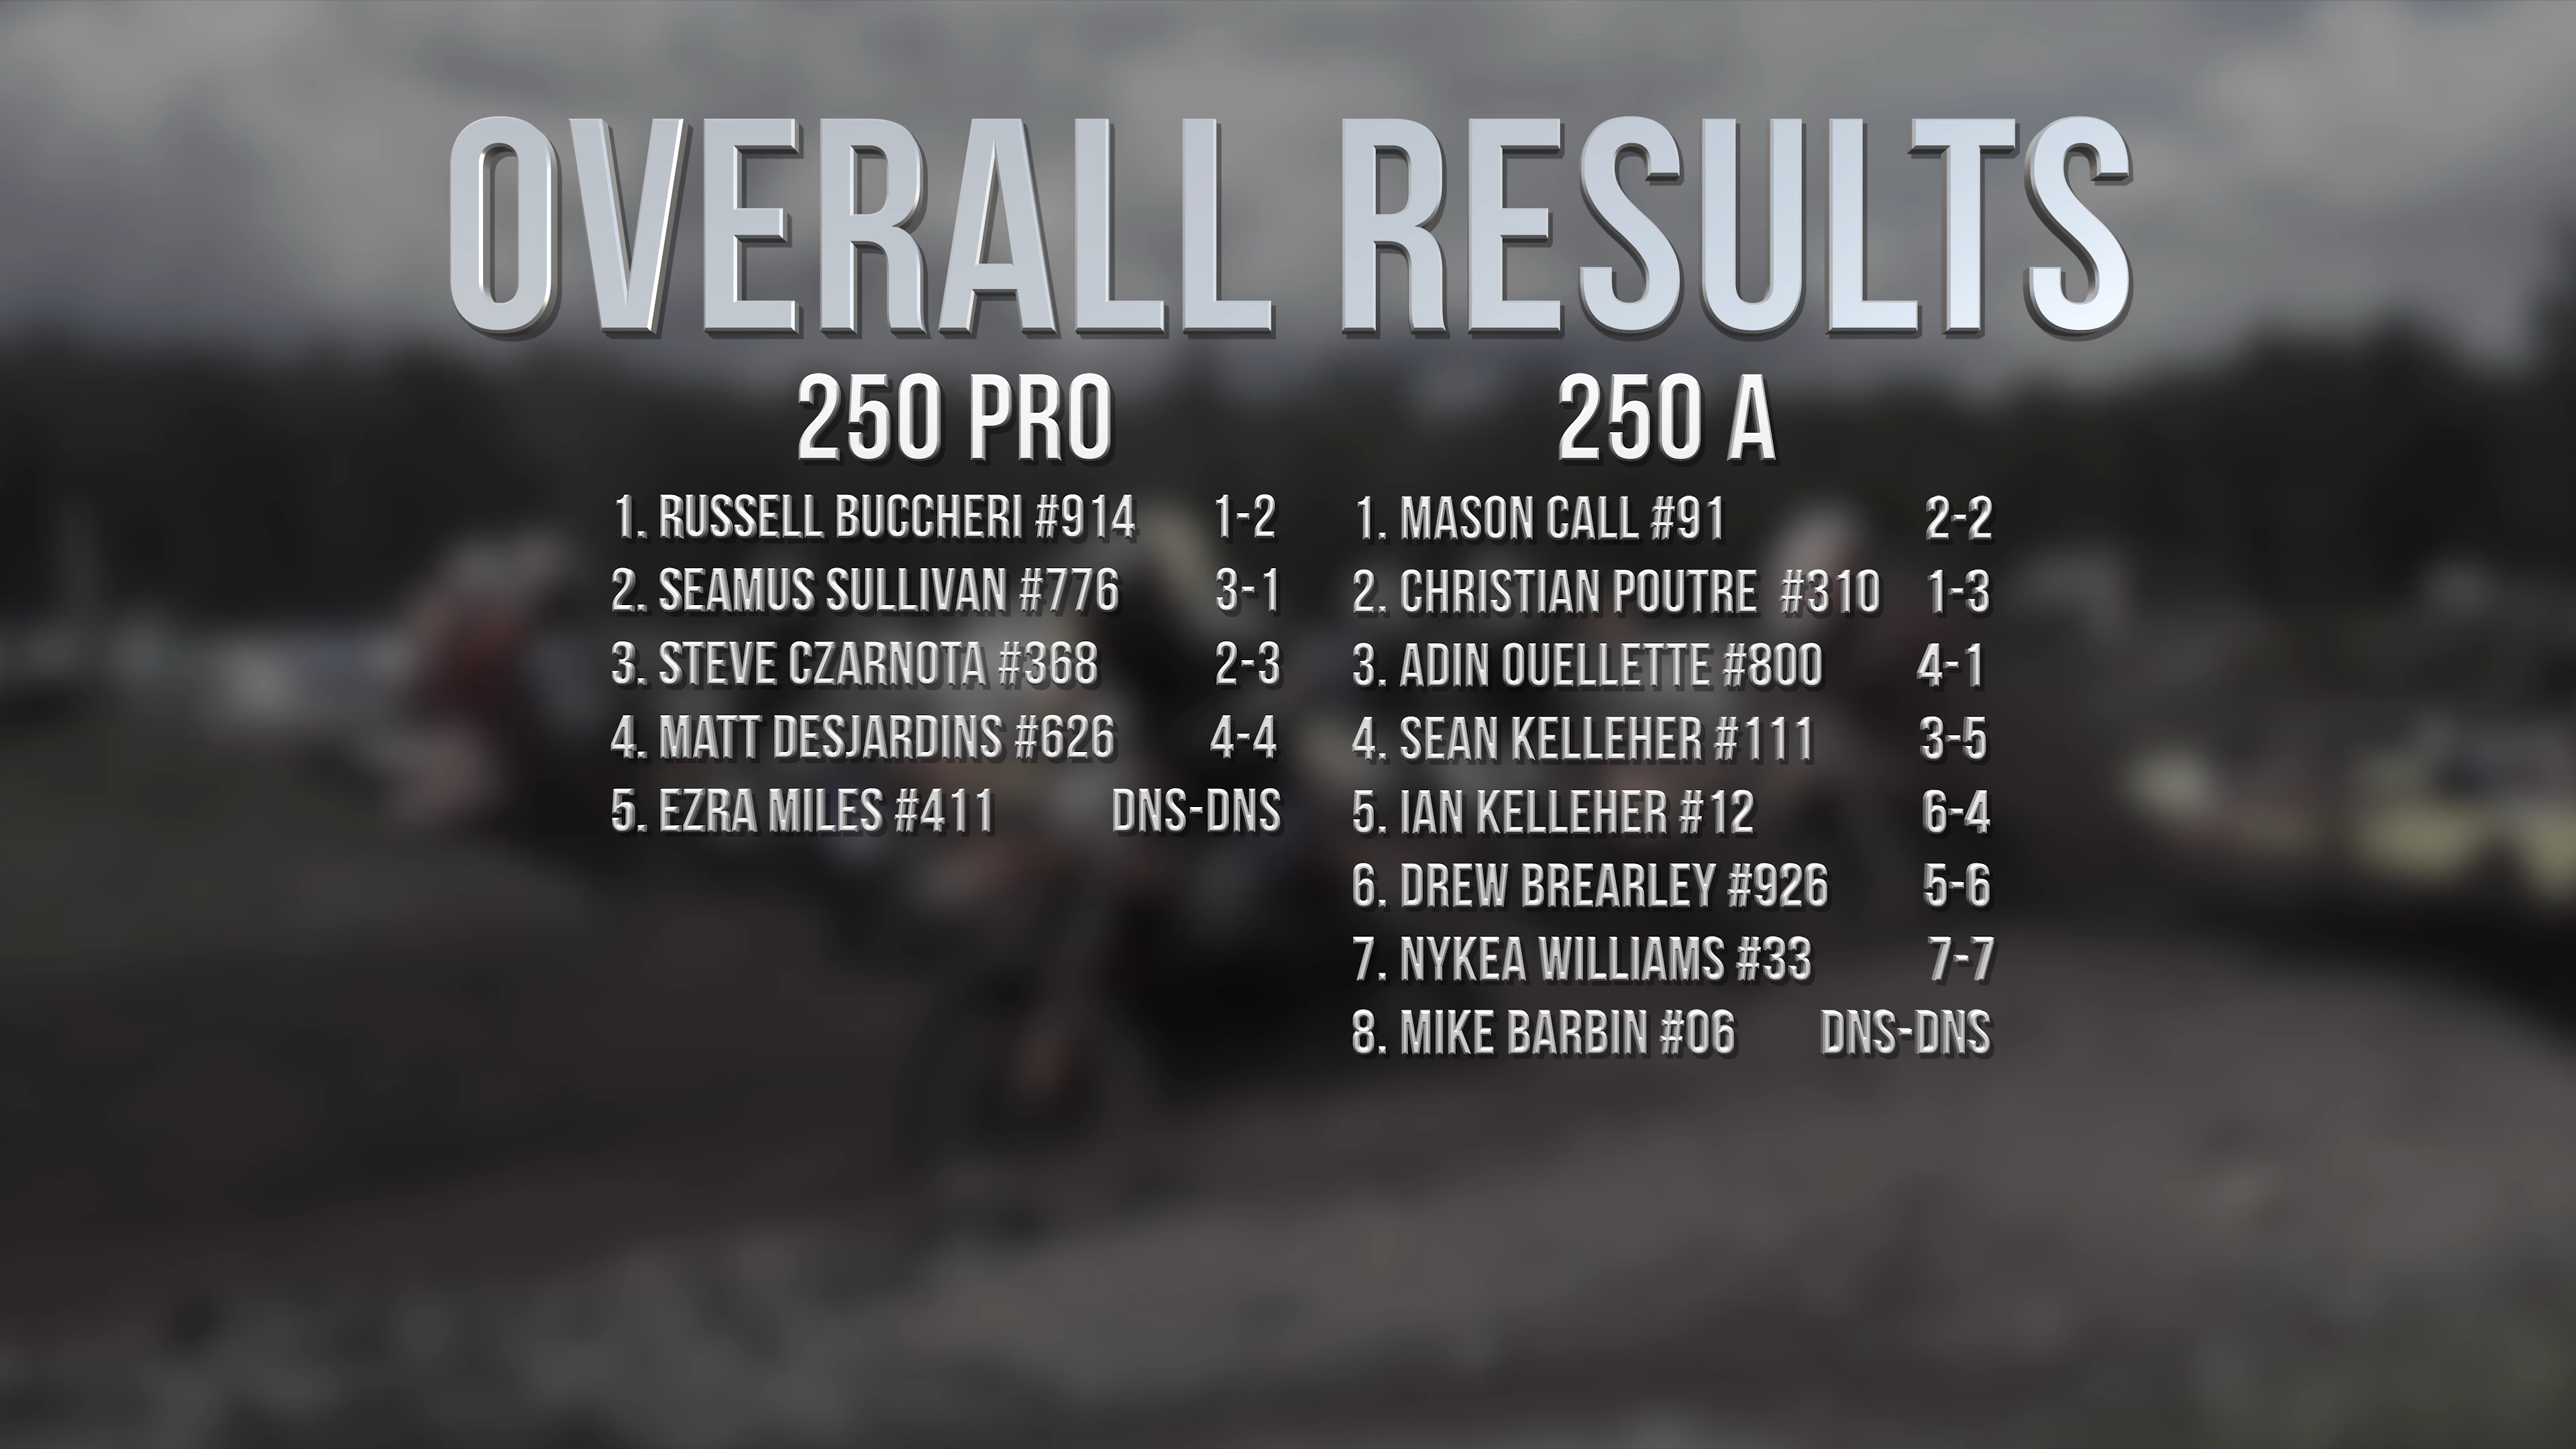 OVERALL RESULTS
250 PRO
1. RUSSELL BUCCHERI #914 1-2
2. SEAMUS SULLIVAN #776 3-1
3. STEVE CZARNOTA #368 2-3
4. MATT DESJARDINS #626 4-4
5. EZRA MILES #411 DNS-DNS
250 A
1. MASON CALL #91 2-2
2. CHRISTIAN POUTRE #310 1-3
3. ADIN OUELLETTE #800 4-1
4. SEAN KELLEHER #111 3-5
5. IAN KELLEHER #12 6-4
6. DREW BREARLEY #926 5-6
7. NYKEA WILLIAMS #33 7-7
8. MIKE BARBIN #06 DNS-DNS